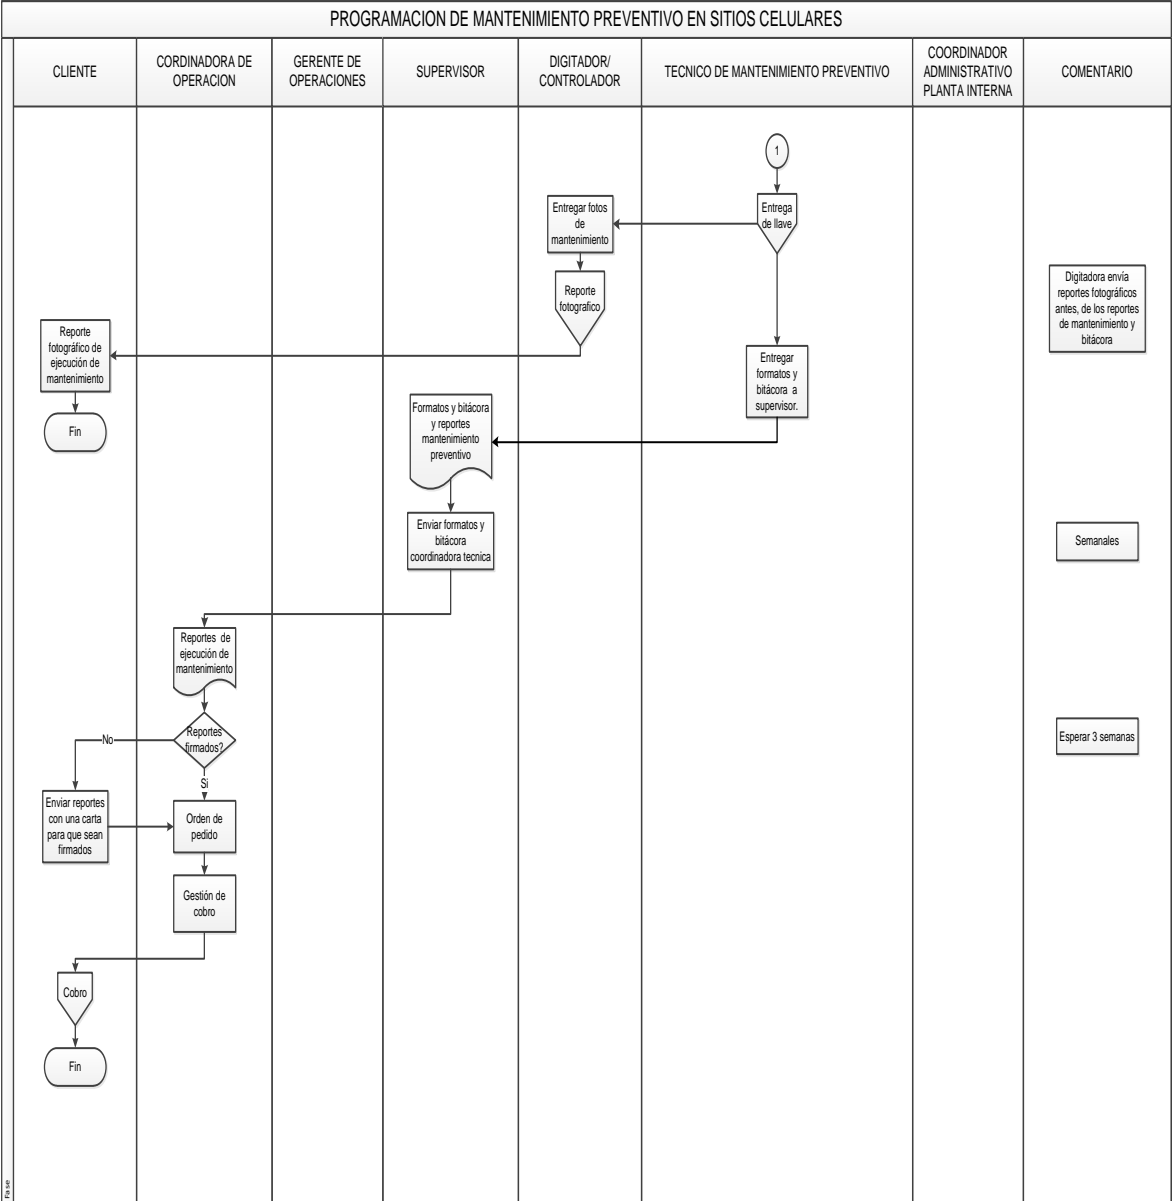 PROGRAMACION DE MANTENIMIENTO PREVENTIVO EN SITIOS CELULARES
CLIENTE
CORDINADORA DE
OPERACION
GERENTE DE
OPERACIONES
SUPERVISOR
DIGITADOR/
CONTROLADOR
TECNICO DE MANTENIMIENTO PREVENTIVO
COORDINADOR
ADMINISTRATIVO
PLANTA INTERNA
COMENTARIO
1
Entrega
de llave
Entregar fotos
de
mantenimiento
Reporte
fotografico
Digitadora envía
reportes fotográficos
antes, de los reportes
de mantenimiento y
bitácora
Reporte
fotográfico de
ejecución de
mantenimiento
Fin
Entregar
formatos y
bitácora a
supervisor.
Formatos y bitácora
y reportes
mantenimiento
preventivo
Enviar formatos y
bitácora
coordinadora tecnica
Semanales
Reportes de
ejecución de
mantenimiento
Reportes
firmados?
No
Si
Esperar 3 semanas
Enviar reportes
con una carta
para que sean
firmados
Orden de
pedido
Gestión de
cobro
Cobro
Fin
Fase